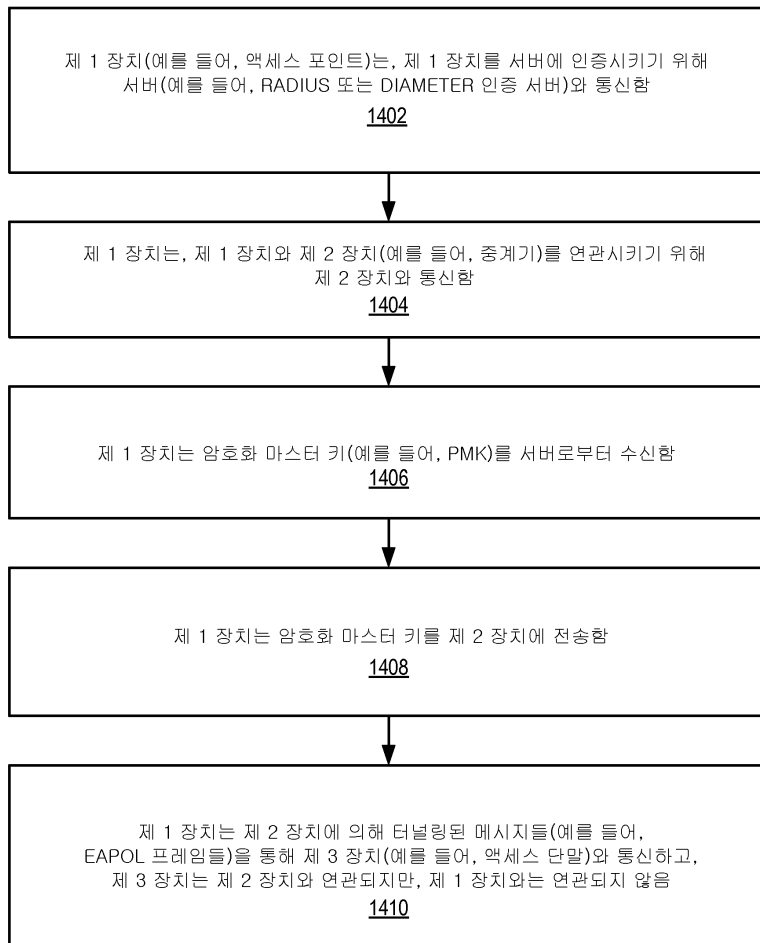 제 1 장치(예를 들어, 액세스 포인트)는, 제 1 장치를 서버에 인증시키기 위해
서버(예를 들어, RADIUS 또는 DIAMETER 인증 서버)와 통신함
1402
제 1 장치는, 제 1 장치와 제 2 장치(예를 들어, 중계기)를 연관시키기 위해
제 2 장치와 통신함
1404
제 1 장치는 암호화 마스터 키(예를 들어, PMK)를 서버로부터 수신함
1406
제 1 장치는 암호화 마스터 키를 제 2 장치에 전송함
1408
제 1 장치는 제 2 장치에 의해 터널링된 메시지들(예를 들어,
EAPOL 프레임들)을 통해 제 3 장치(예를 들어, 액세스 단말)와 통신하고,
제 3 장치는 제 2 장치와 연관되지만, 제 1 장치와는 연관되지 않음
1410